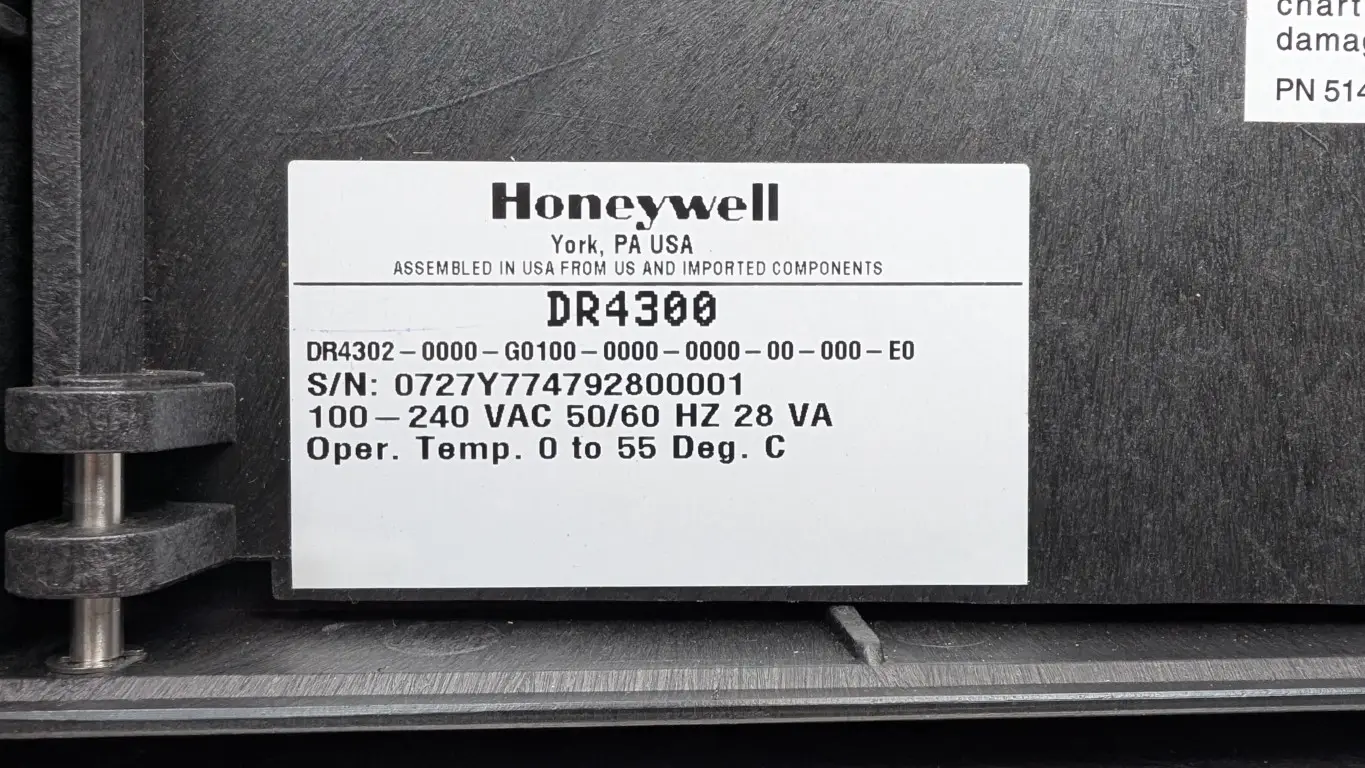 chart
PN 514
Honeywell
York, PA USA
ASSEMBLED IN USA FROM US AND IMPORTED COMPONENTS
DR4300
DR4302-0000-G0100-0000-0000-00-000-E0
S/N: 0727Y774792800001
100-240 VAC 50/60 HZ 28 VA
Oper. Temp. 0 to 55 Deg. C